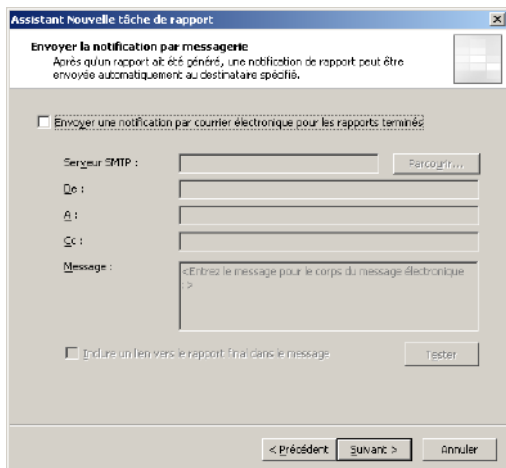 Assistant Nouvelle tâche de rapport
Envoyer la notification par messagerie
Après qu'un rapport ait été généré, une notification de rapport peut être
envoyée automatiquement au destinataire spécifié.
Envoyer une notification par courrier électronique pour les rapports terminés
Serveur SMTP :
Parcourir...
De :
A :
Cc :
Message :
<Entrez le message pour le corps du message électronique
: >
Inclure un lien vers le rapport final dans le message
Tester
< Précédent
Suivant >
Annuler